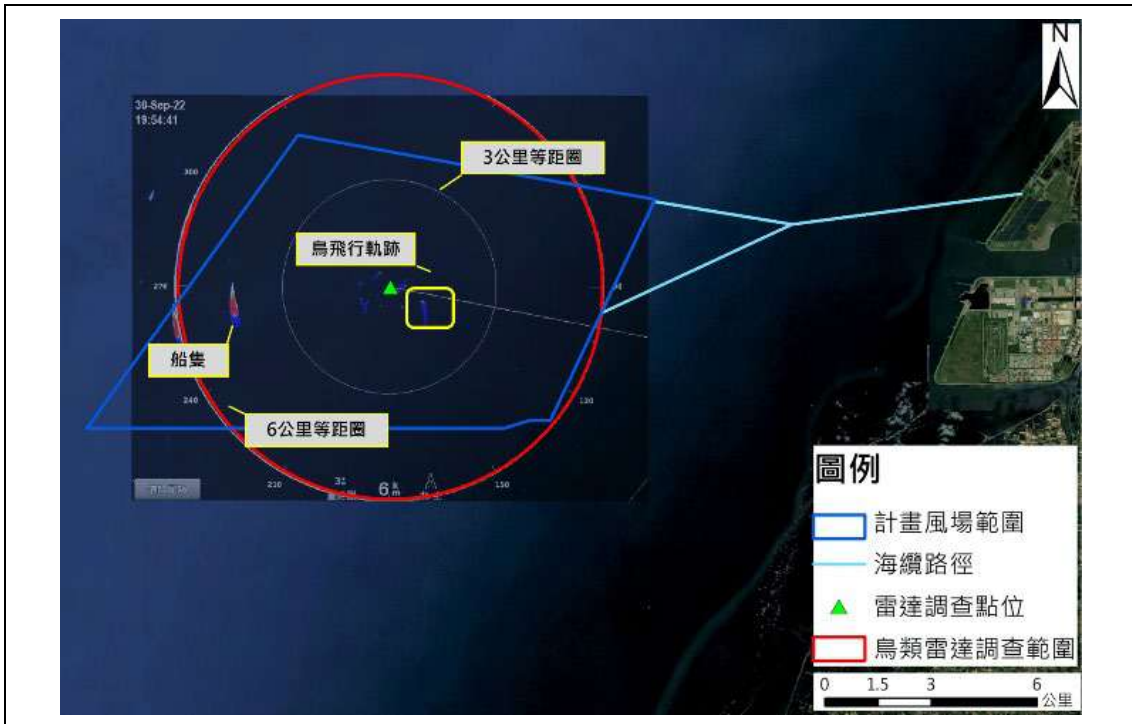 N
30-Sep-22
19:54:41
3公里等距圈
300
鳥飛行軌跡
270
90
船隻
240
120
6公里等距圈
210
6 km
150
圖例
計畫風場範圍
海纜路徑
雷達調查點位
鳥類雷達調查範圍
0 1.5 3 6
公里